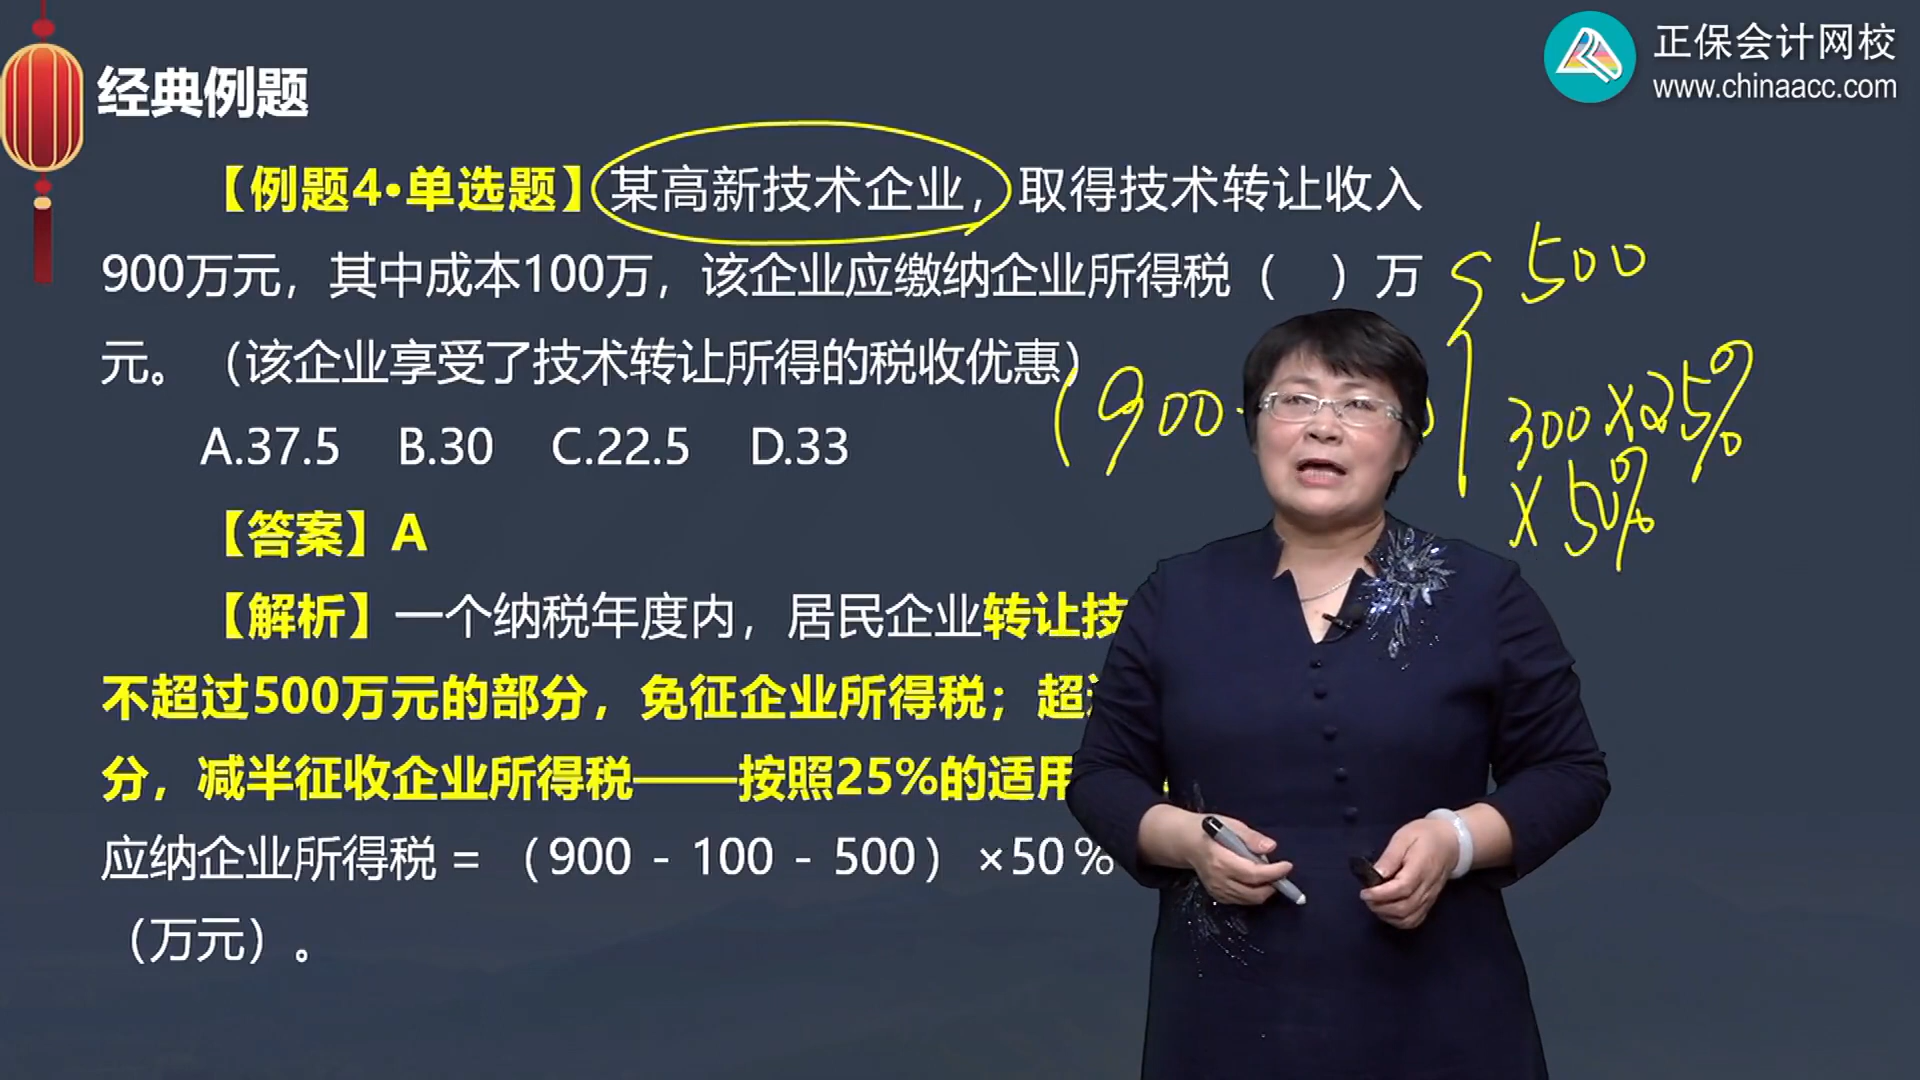 正保会计网校
www.chinaacc.com
经典例题
【例题4•单选题】某高新技术企业，取得技术转让收入
900万元，其中成本100万，该企业应缴纳企业所得税（ ）万
元。（该企业享受了技术转让所得的税收优惠）
A.37.5 B.30 C.22.5 D.33
【答案】A
【解析】一个纳税年度内，居民企业转让技
不超过500万元的部分，免征企业所得税；超
分，减半征收企业所得税——按照25%的适用
应纳企业所得税 = （900 - 100 - 500）×50%
（万元）。
500
(900
300×25%
×50%